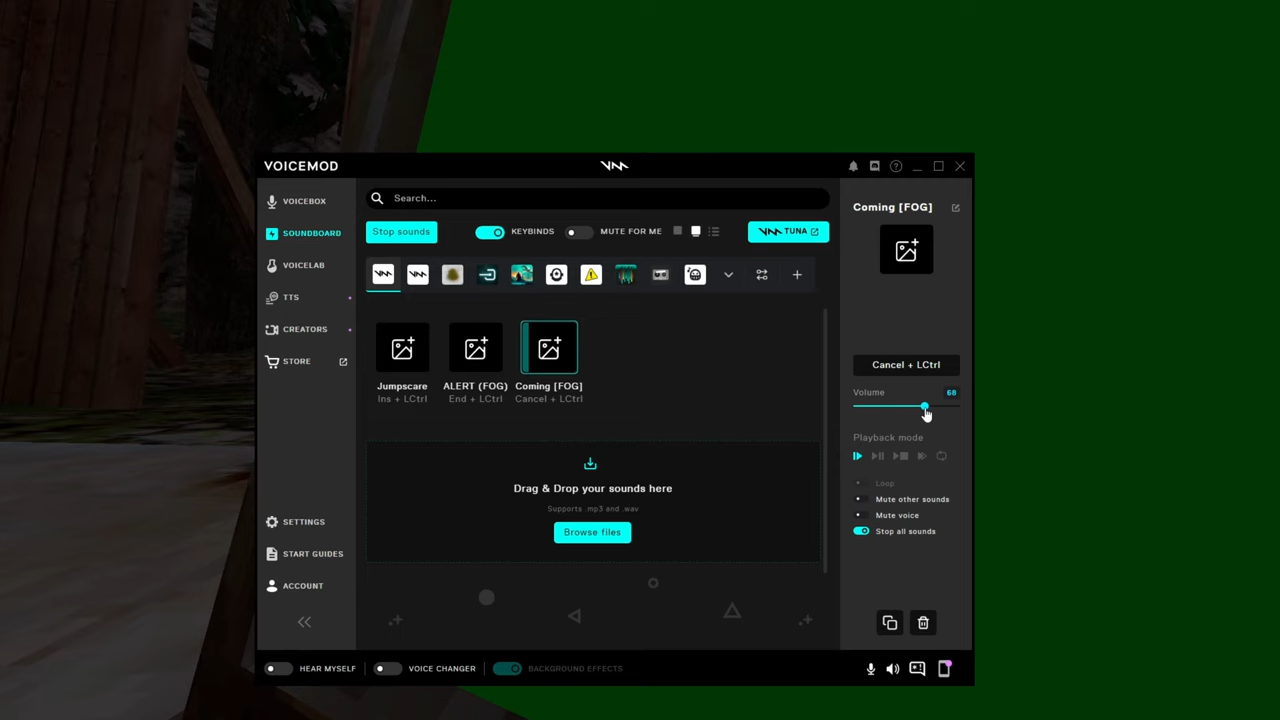 VOICEMOD
VOICEBOX
SOUNDBOARD
VOICELAB
TTS
CREATORS
STORE
SETTINGS
START GUIDES
ACCOUNT
Search...
Stop sounds
KEYBINDS
MUTE FOR ME
TUNA
Jumpscare
Ins + LCtrl
ALERT (FOG)
End + LCtrl
Coming [FOG]
Cancel + LCtrl
Drag & Drop your sounds here
Supports .mp3 and .wav
Browse files
Coming [FOG]
Cancel + LCtrl
Volume 68
Playback mode
Loop
Mute other sounds
Mute voice
Stop all sounds
HEAR MYSELF
VOICE CHANGER
BACKGROUND EFFECTS